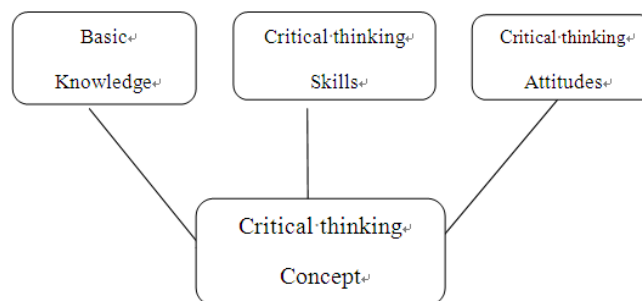 Basic
Knowledge
Critical thinking
Skills
Critical thinking
Attitudes
Critical thinking
Concept